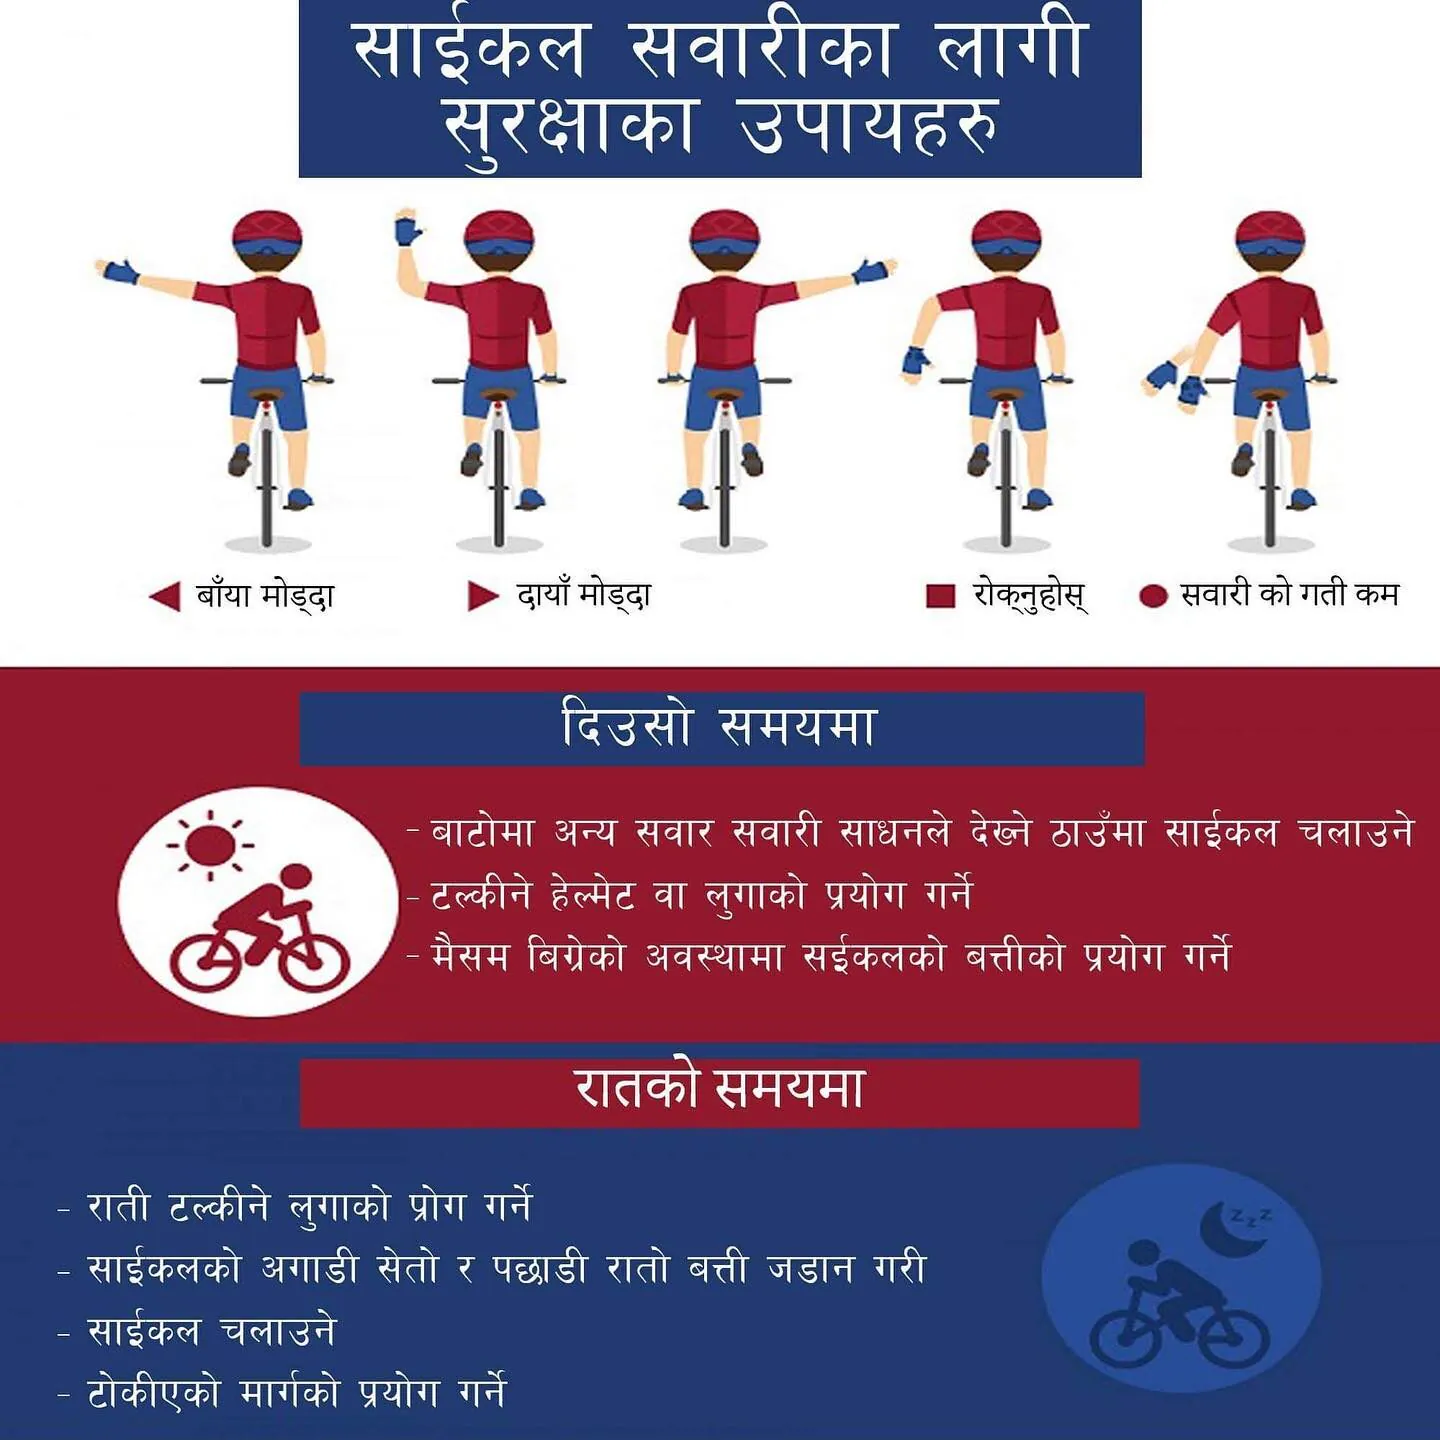 साईकल सवारीका लागी
सुरक्षाका उपायहरु
बाँया मोड्दा
दायाँ मोड्दा
रोक्नुहोस्
सवारी को गती कम
दिउसो समयमा
- बाटोमा अन्य सवार सवारी साधनले देख्ने ठाउँमा साईकल चलाउने
- टल्कीने हेल्मेट वा लुगाको प्रयोग गर्ने
- मैसम बिग्रेको अवस्थामा सईकलको बत्तीको प्रयोग गर्ने
रातको समयमा
- राती टल्कीने लुगाको प्रोग गर्ने
- साईकलको अगाडी सेतो र पछाडी रातो बत्ती जडान गरी
- साईकल चलाउने
- टोकीएको मार्गको प्रयोग गर्ने
z z z